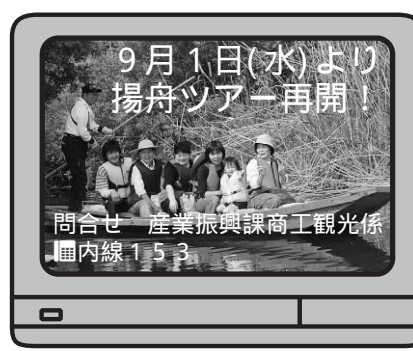 ９月１日(水)より
揚舟ツアー再開！
問合せ　産業振興課商工観光係
☎内線１５３